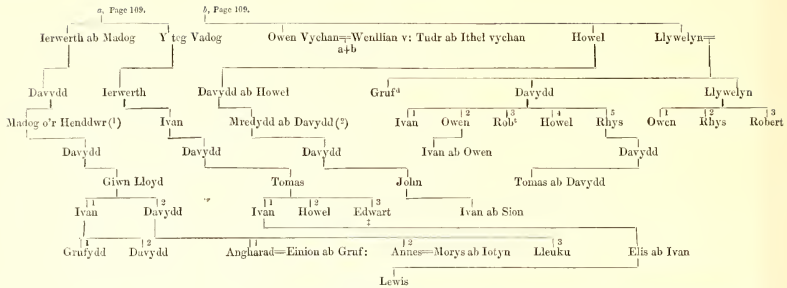 a, Page 109. b, Page 109.
Ierwerth ab Madog Y teg Vadog Owen Vychan=Wenllian v: Tudr ab Ithel vychan Howel Llywelyn=
a+b
Davydd Ierwerth Davydd ab Howel Grufd Davydd Llywelyn
1 2 3 4 5 1 2 3
Madog o'r Henddwr(1) Ivan Mredydd ab Davydd(2) Ivan Owen Robt Howel Rhys Owen Rhys Robert
Davydd Davydd Davydd Ivan ab Owen Davydd
Giwn Lloyd Tomas John Tomas ab Davydd
1 2 1 2 3
Ivan Davydd Ivan Howel Edwart Ivan ab Sion
‡
1 2 1 2 3
Grufydd Davydd Angharad=Einion ab Gruf: Annes=Morys ab Iotyn Lleuku Elis ab Ivan
Lewis